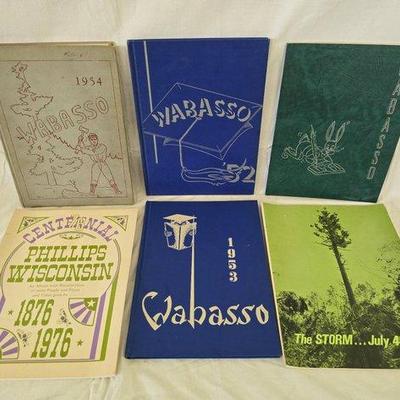 1954
WABASSO
WABASSO
52
WABASSO
CENTENNIAL
PHILLIPS
WISCONSIN
1876
1976
1953
Wabasso
The STORM...July 4